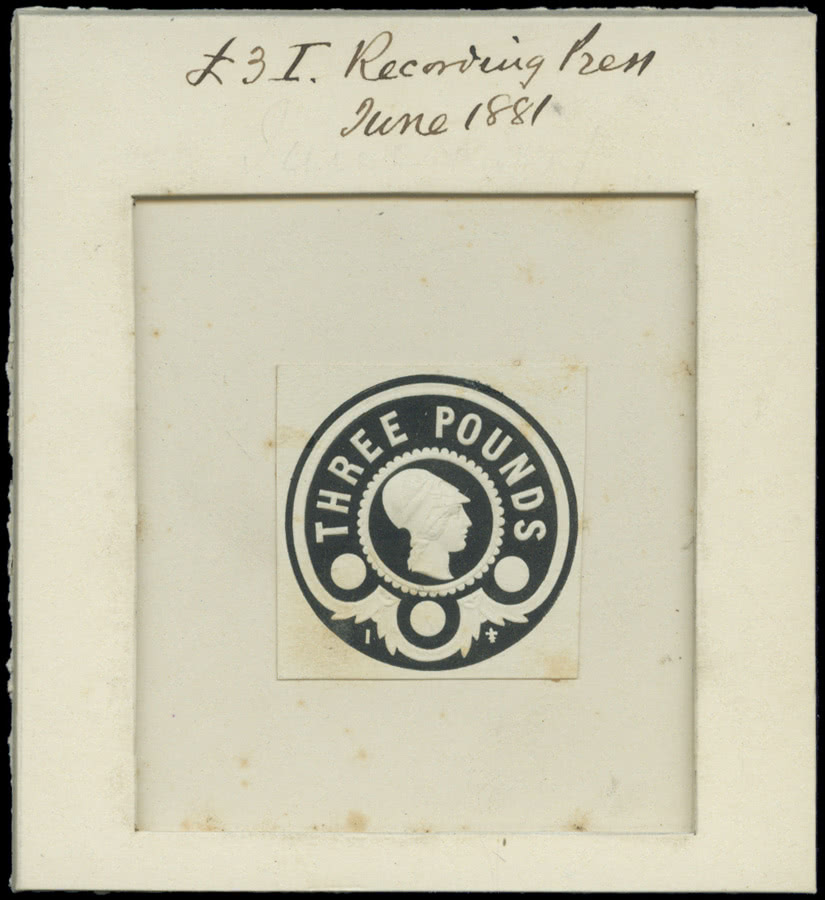 £3 I. Recording Press
June 1881
THREE POUNDS
I